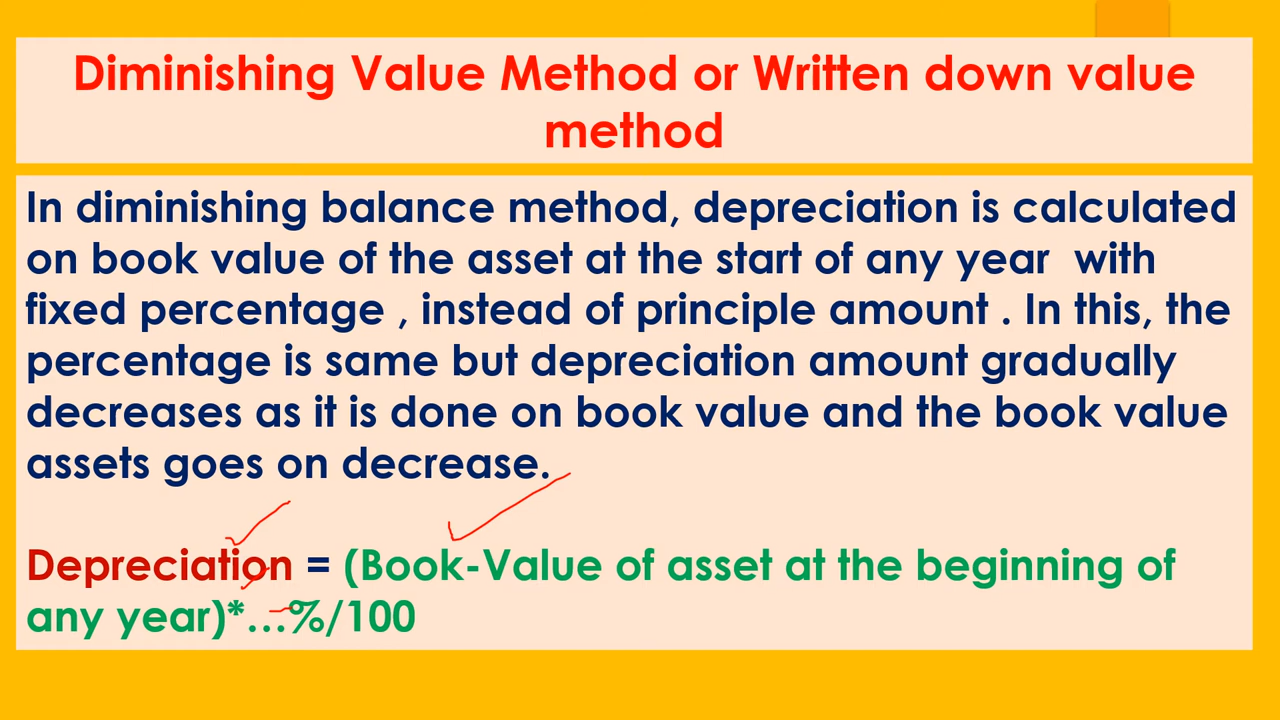 Diminishing Value Method or Written down value
method
In diminishing balance method, depreciation is calculated
on book value of the asset at the start of any year with
fixed percentage , instead of principle amount . In this, the
percentage is same but depreciation amount gradually
decreases as it is done on book value and the book value
assets goes on decrease.
Depreciation = (Book-Value of asset at the beginning of
any year)*...%/100